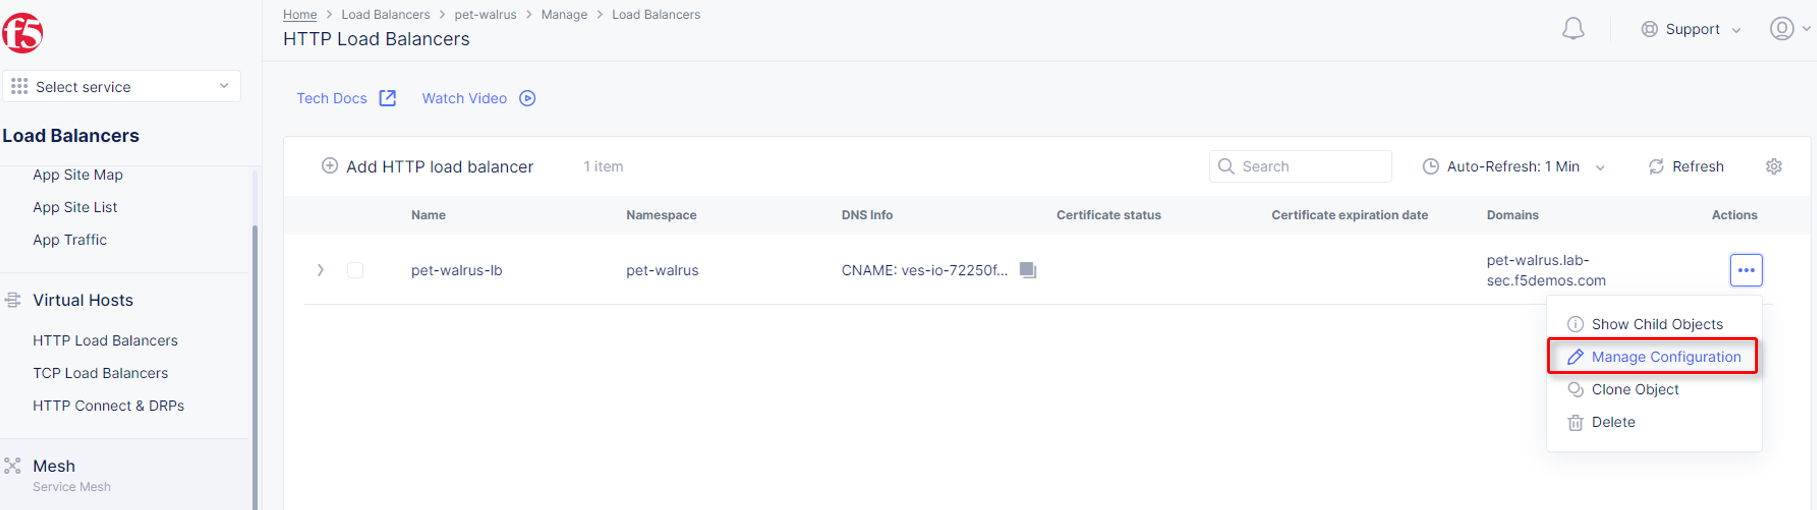 f5
Select service
Load Balancers
App Site Map
App Site List
App Traffic
Virtual Hosts
HTTP Load Balancers
TCP Load Balancers
HTTP Connect & DRPs
Mesh
Service Mesh
Home > Load Balancers > pet-walrus > Manage > Load Balancers
HTTP Load Balancers
Support
Tech Docs Watch Video
Add HTTP load balancer 1 item Search Auto-Refresh: 1 Min Refresh
Name Namespace DNS Info Certificate status Certificate expiration date Domains Actions
pet-walrus-lb pet-walrus CNAME: ves-io-72250f... pet-walrus.lab-
sec.f5demos.com
Show Child Objects
Manage Configuration
Clone Object
Delete